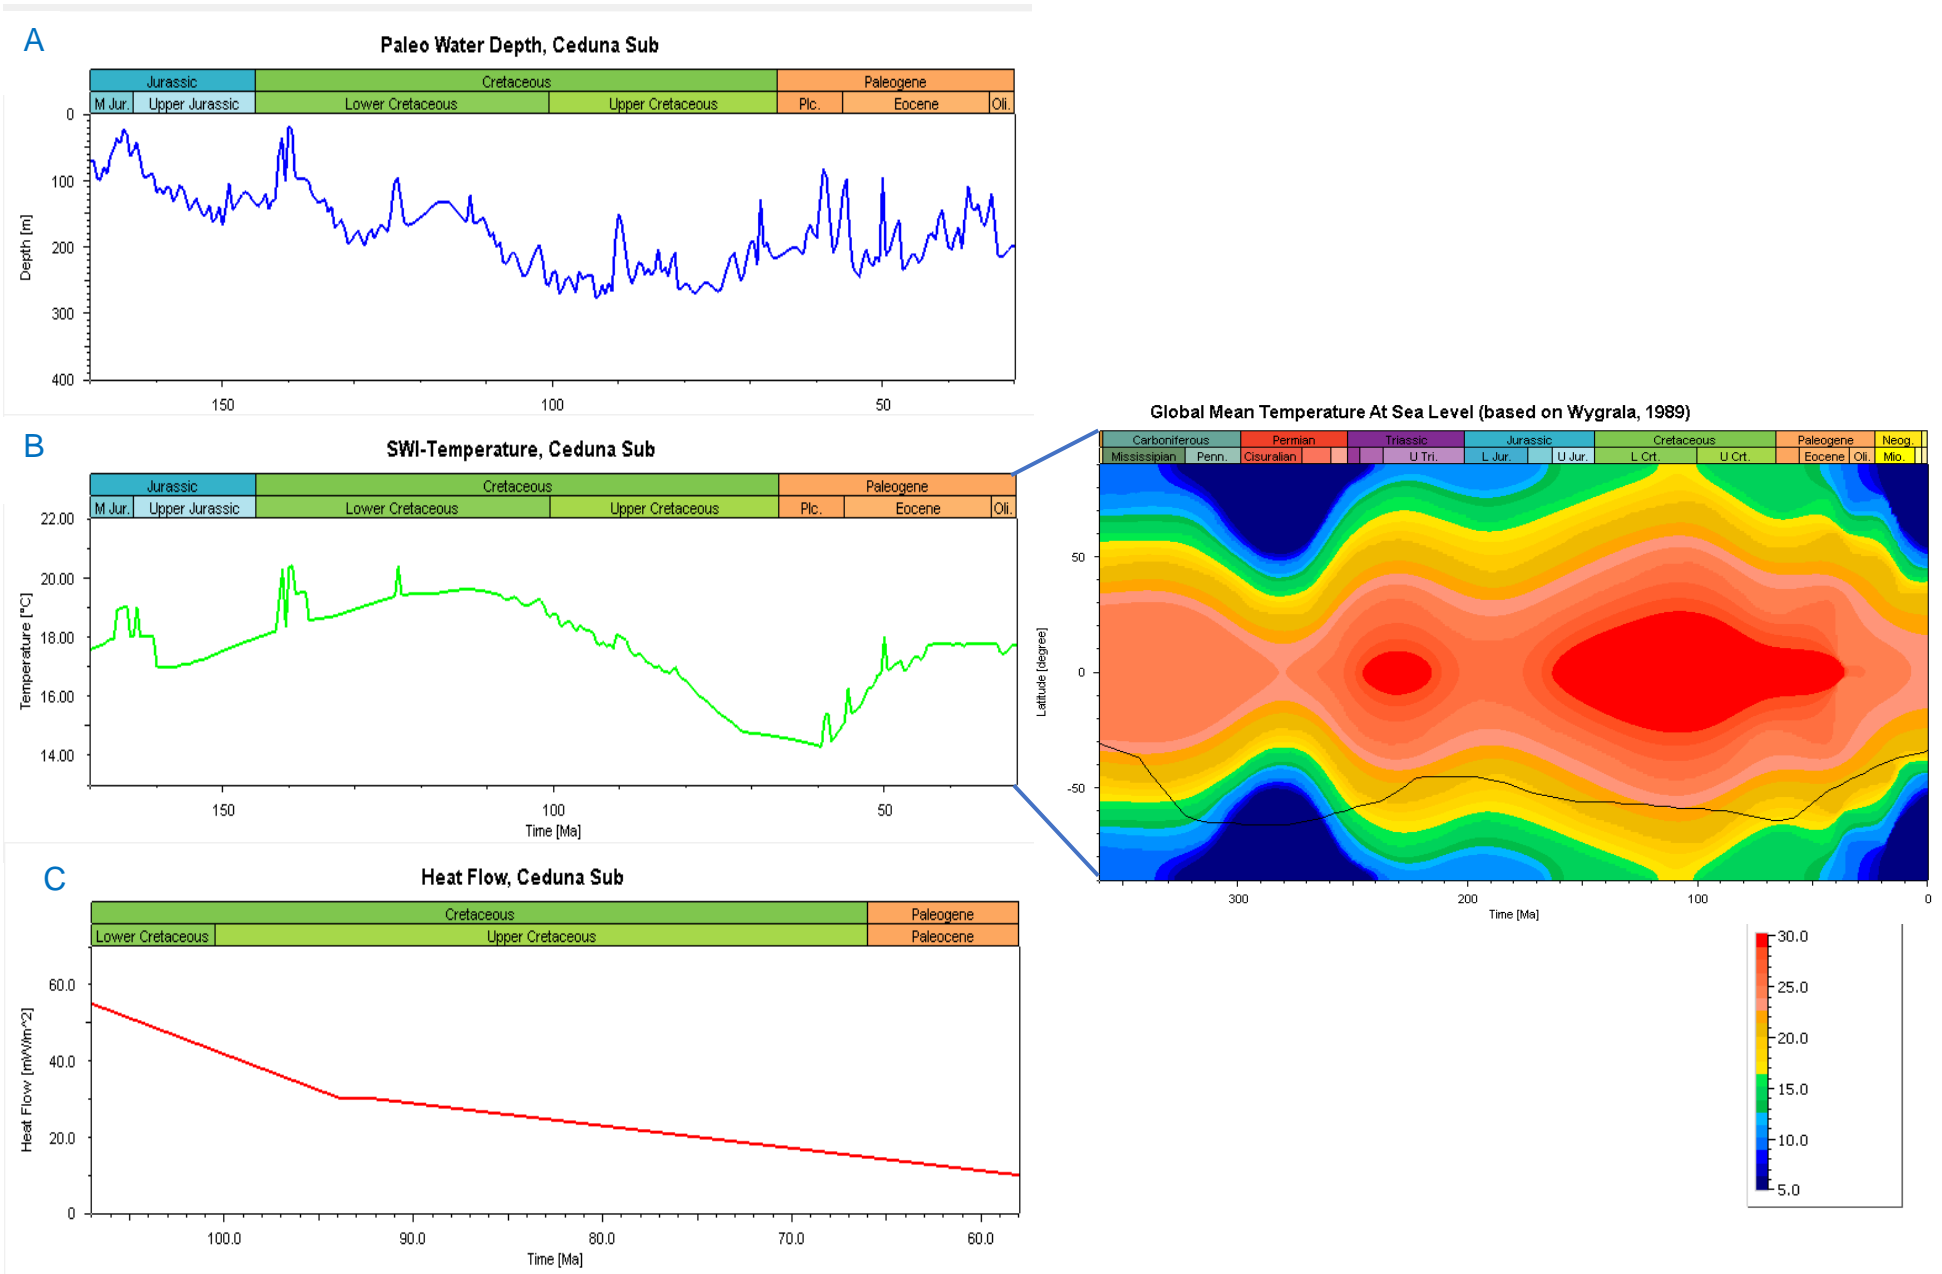 A
Paleo Water Depth, Ceduna Sub
Jurassic Cretaceous Paleogene
M Jur. Upper Jurassic Lower Cretaceous Upper Cretaceous Plc. Eocene Oli.
0
100
200
300
400
Depth [m]
150 100 50
B
SWI-Temperature, Ceduna Sub
Jurassic Cretaceous Paleogene
M Jur. Upper Jurassic Lower Cretaceous Upper Cretaceous Plc. Eocene Oli.
22.00
20.00
18.00
16.00
14.00
Temperature [°C]
150 100 50
Time [Ma]
Global Mean Temperature At Sea Level (based on Wygrala, 1989)
Carboniferous Permian Triassic Jurassic Cretaceous Paleogene Neog.
Mississipian Penn. Cisuralian U Tri. L Jur. U Jur. L Crt. U Crt. Eocene Oli. Mio.
50
0
-50
Latitude [degree]
300 200 100 0
Time [Ma]
30.0
25.0
20.0
15.0
10.0
5.0
C
Heat Flow, Ceduna Sub
Cretaceous Paleogene
Lower Cretaceous Upper Cretaceous Paleocene
60.0
40.0
20.0
0
Heat Flow [mW/m^2]
100.0 90.0 80.0 70.0 60.0
Time [Ma]